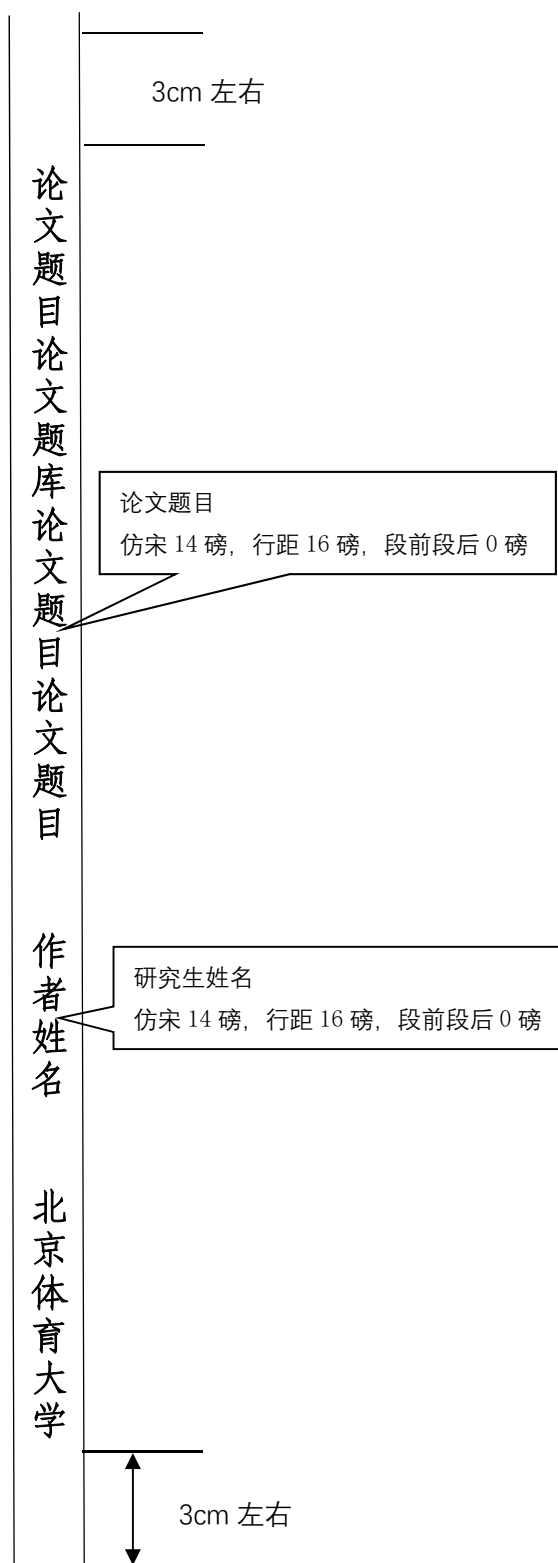 3cm 左右
论文题目论文题库论文题目论文题目
论文题目
仿宋 14 磅，行距 16 磅，段前段后 0 磅
作者姓名
研究生姓名
仿宋 14 磅，行距 16 磅，段前段后 0 磅
北京体育大学
3cm 左右